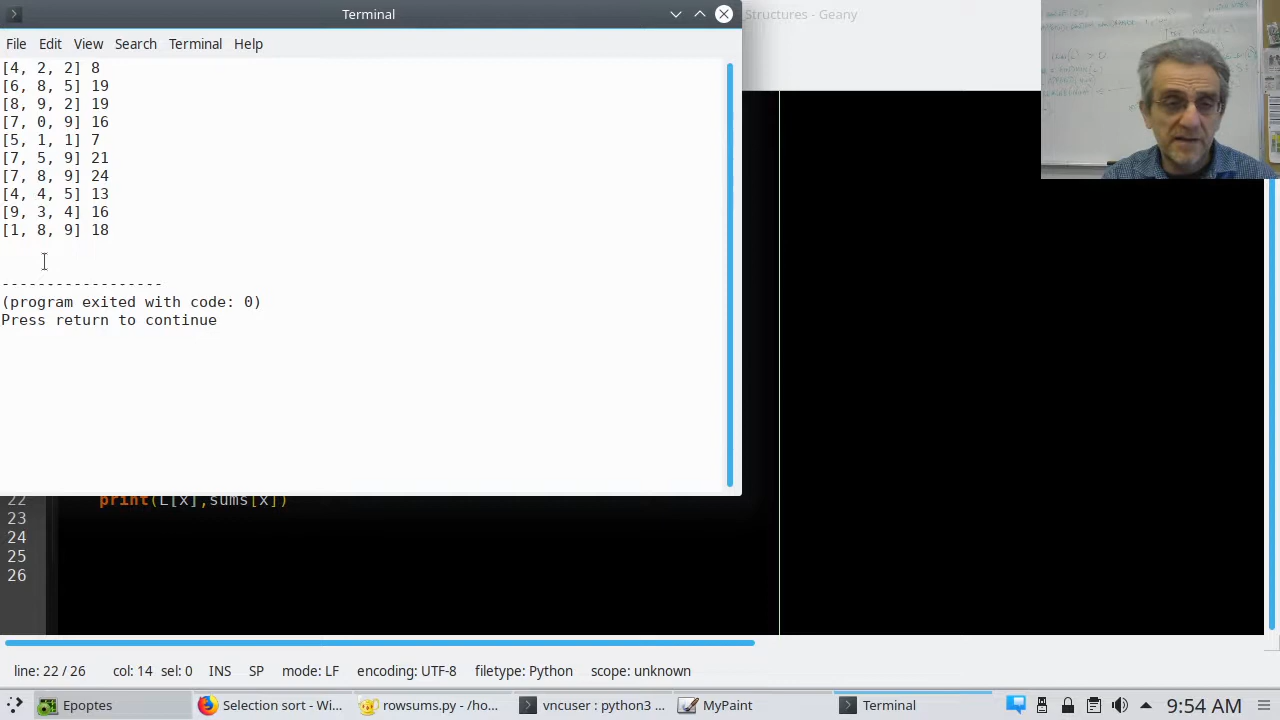 Terminal
Structures - Geany
File Edit View Search Terminal Help
[4, 2, 2] 8
[6, 8, 5] 19
[8, 9, 2] 19
[7, 0, 9] 16
[5, 1, 1] 7
[7, 5, 9] 21
[7, 8, 9] 24
[4, 4, 5] 13
[9, 3, 4] 16
[1, 8, 9] 18
------------------
(program exited with code: 0)
Press return to continue
22 print(L[x],sums[x])
23
24
25
26
line: 22 / 26 col: 14 sel: 0 INS SP mode: LF encoding: UTF-8 filetype: Python scope: unknown
Epoptes Selection sort - Wi... rowsums.py - /ho... vncuser : python3 ... MyPaint Terminal 9:54 AM